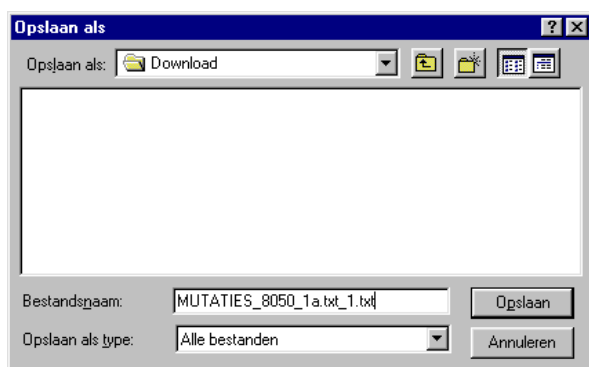 Opslaan als
Opslaan als: Download
Bestandsnaam: MUTATIES_8050_1a.txt_1.txt Opslaan
Opslaan als type: Alle bestanden Annuleren